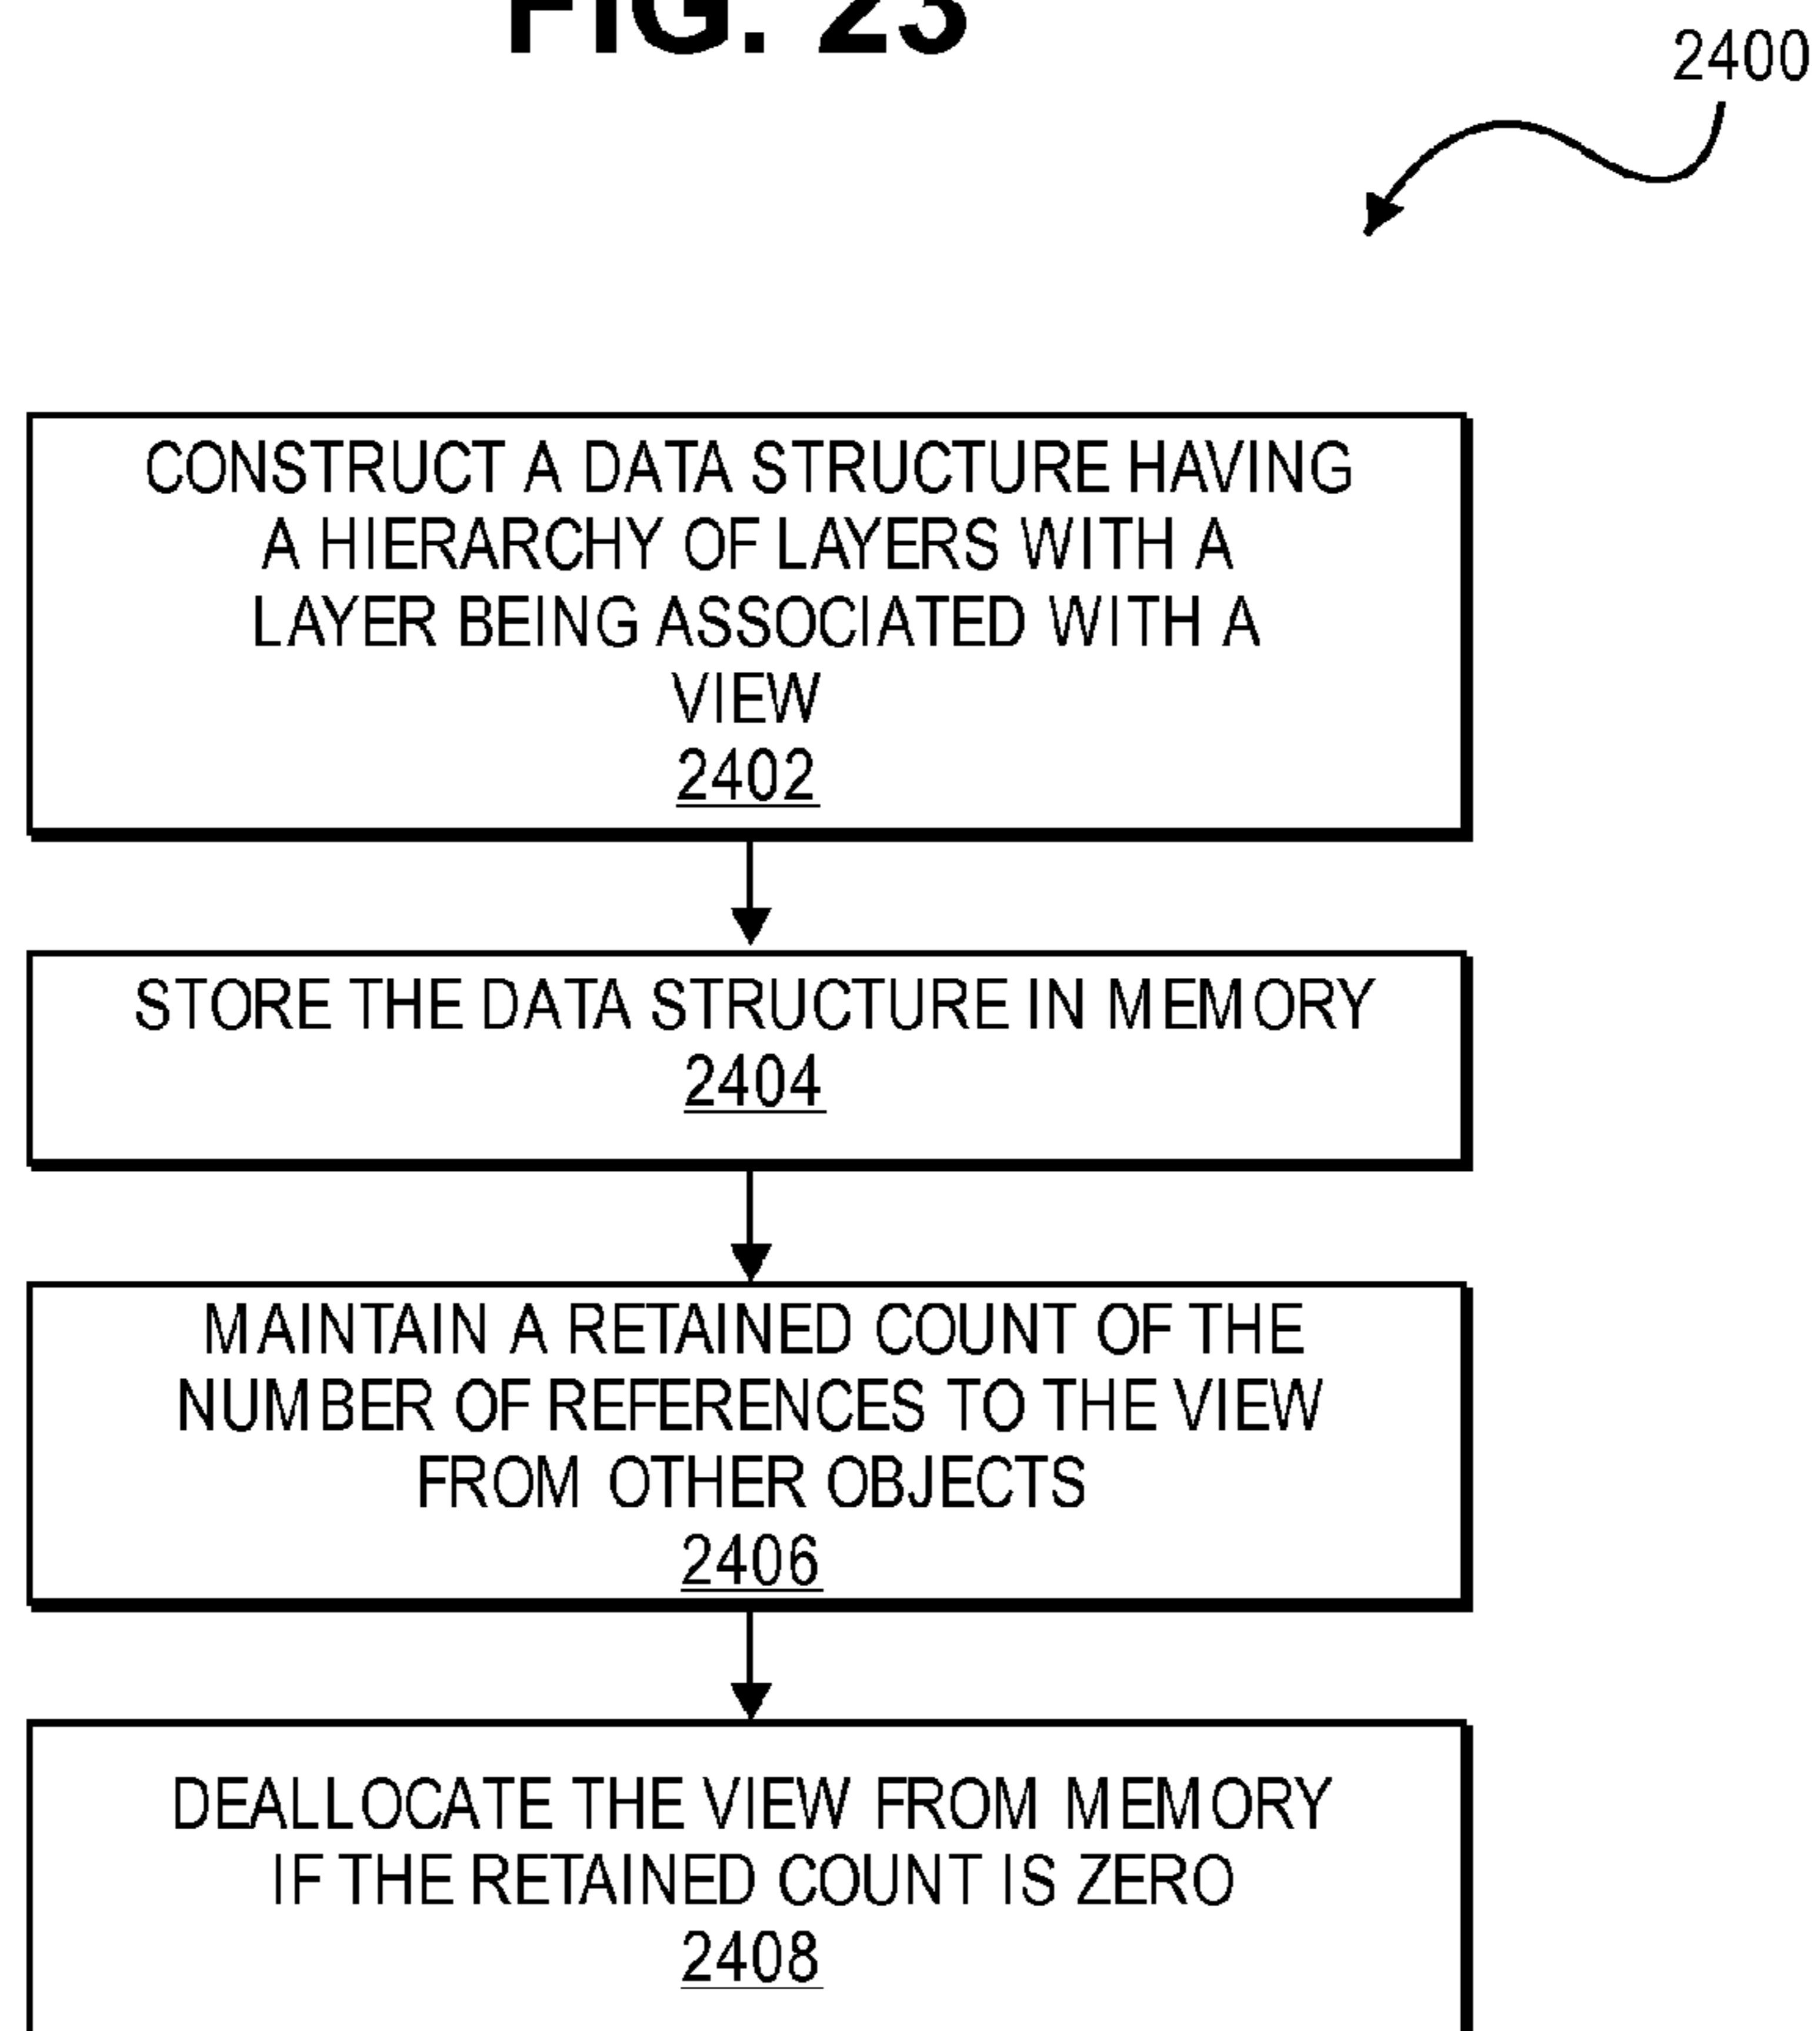 FIG. 23
2400
CONSTRUCT A DATA STRUCTURE HAVING
A HIERARCHY OF LAYERS WITH A
LAYER BEING ASSOCIATED WITH A
VIEW
2402
STORE THE DATA STRUCTURE IN MEMORY
2404
MAINTAIN A RETAINED COUNT OF THE
NUMBER OF REFERENCES TO THE VIEW
FROM OTHER OBJECTS
2406
DEALLOCATE THE VIEW FROM MEMORY
IF THE RETAINED COUNT IS ZERO
2408